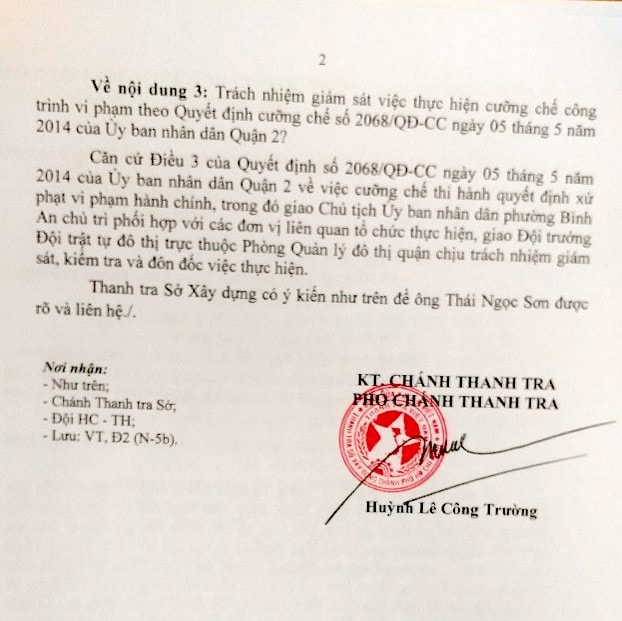 2
Về nội dung 3: Trách nhiệm giám sát việc thực hiện cưỡng chế công
trình vi phạm theo Quyết định cưỡng chế số 2068/QĐ-CC ngày 05 tháng 5 năm
2014 của Ủy ban nhân dân Quận 2?
Căn cứ Điều 3 của Quyết định số 2068/QĐ-CC ngày 05 tháng 5 năm
2014 của Ủy ban nhân dân Quận 2 về việc cưỡng chế thi hành quyết định xử
phạt vi phạm hành chính, trong đó giao Chủ tịch Ủy ban nhân dân phường Bình
An chủ trì phối hợp với các đơn vị liên quan tổ chức thực hiện, giao Đội trưởng
Đội trật tự đô thị trực thuộc Phòng Quản lý đô thị quận chịu trách nhiệm giám
sát, kiểm tra và đôn đốc việc thực hiện.
Thanh tra Sở Xây dựng có ý kiến như trên để ông Thái Ngọc Sơn được
rõ và liên hệ./.
Nơi nhận:
- Như trên;
- Chánh Thanh tra Sở;
- Đội HC - TH;
- Lưu: VT, Đ2 (N-5b).
KT. CHÁNH THANH TRA
PHÓ CHÁNH THANH TRA
Huỳnh Lê Công Trường